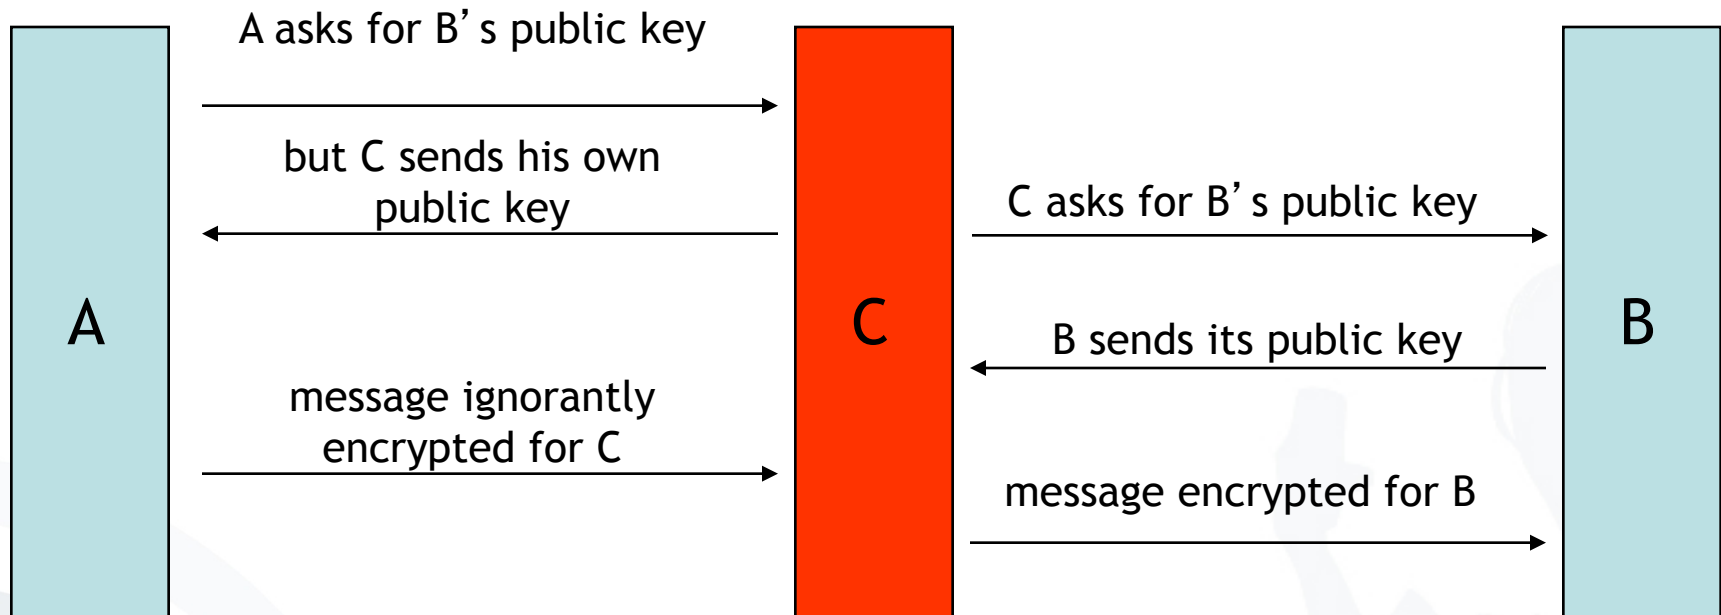 A asks for B’s public key
but C sends his own
public key
C asks for B’s public key
A
C
B
B sends its public key
message ignorantly
encrypted for C
message encrypted for B